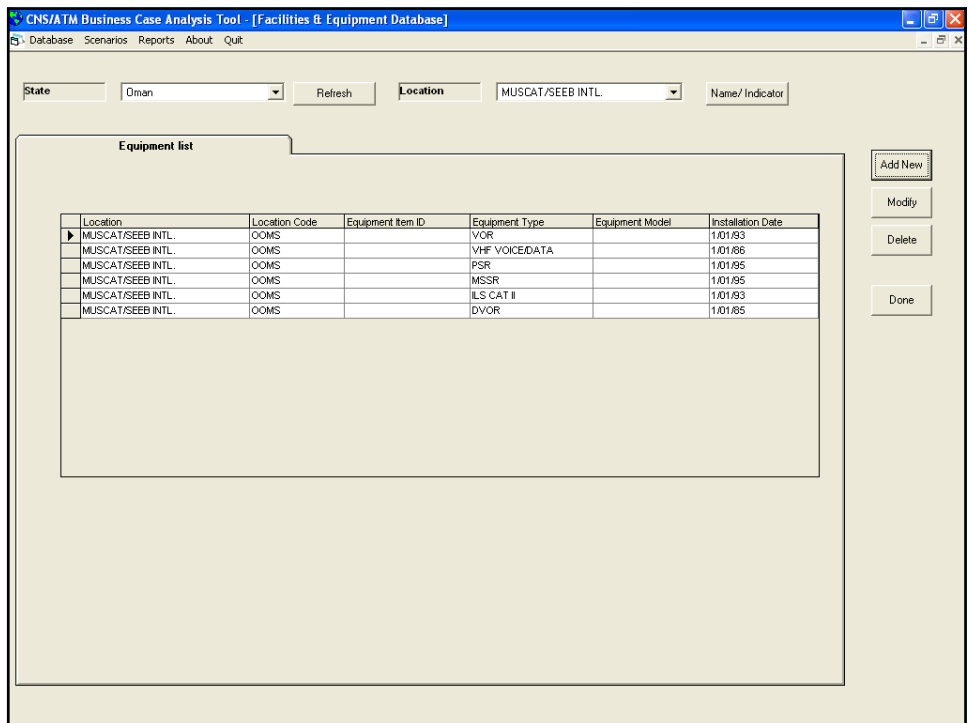 CNS/ATM Business Case Analysis Tool - [Facilities & Equipment Database]
Database Scenarios Reports About Quit
State Oman Refresh Location MUSCAT/SEEB INTL. Name/ Indicator
Equipment list
Add New
Modify
Delete
Done
Location Location Code Equipment Item ID Equipment Type Equipment Model Installation Date
MUSCAT/SEEB INTL. OOMS VOR 1/01/93
MUSCAT/SEEB INTL. OOMS VHF VOICE/DATA 1/01/86
MUSCAT/SEEB INTL. OOMS PSR 1/01/95
MUSCAT/SEEB INTL. OOMS MSSR 1/01/95
MUSCAT/SEEB INTL. OOMS ILS CAT II 1/01/93
MUSCAT/SEEB INTL. OOMS DVOR 1/01/85